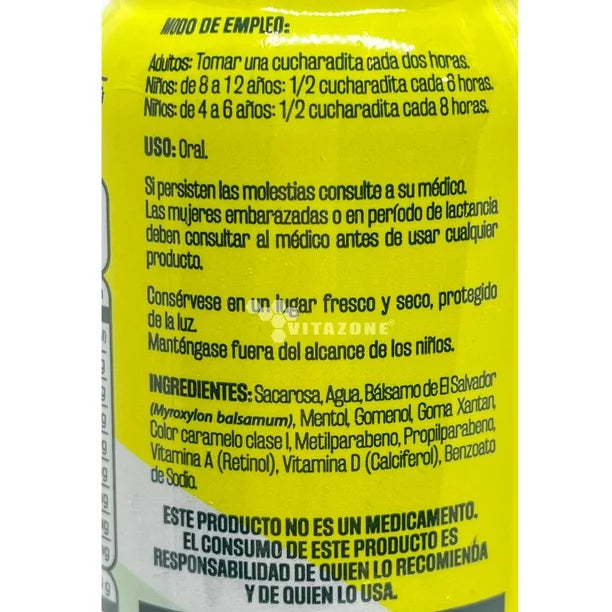 MODO DE EMPLEO:
Adultos: Tomar una cucharadita cada dos horas.
Niños: de 8 a 12 años: 1/2 cucharadita cada 6 horas.
Niños: de 4 a 6 años: 1/2 cucharadita cada 8 horas.
USO: Oral.
Si persisten las molestias consulte a su médico.
Las mujeres embarazadas o en período de lactancia
deben consultar al médico antes de usar cualquier
producto.
Consérvese en un lugar fresco y seco, protegido
de la luz.
VITAZONE®
Manténgase fuera del alcance de los niños.
INGREDIENTES: Sacarosa, Agua, Bálsamo de El Salvador
(Myroxylon balsamum), Mentol, Gomenol, Goma Xantan,
Color caramelo clase I, Metilparabeno, Propilparabeno,
Vitamina A (Retinol), Vitamina D (Calciferol), Benzoato
de Sodio.
ESTE PRODUCTO NO ES UN MEDICAMENTO.
EL CONSUMO DE ESTE PRODUCTO ES
RESPONSABILIDAD DE QUIEN LO RECOMIENDA
Y DE QUIEN LO USA.